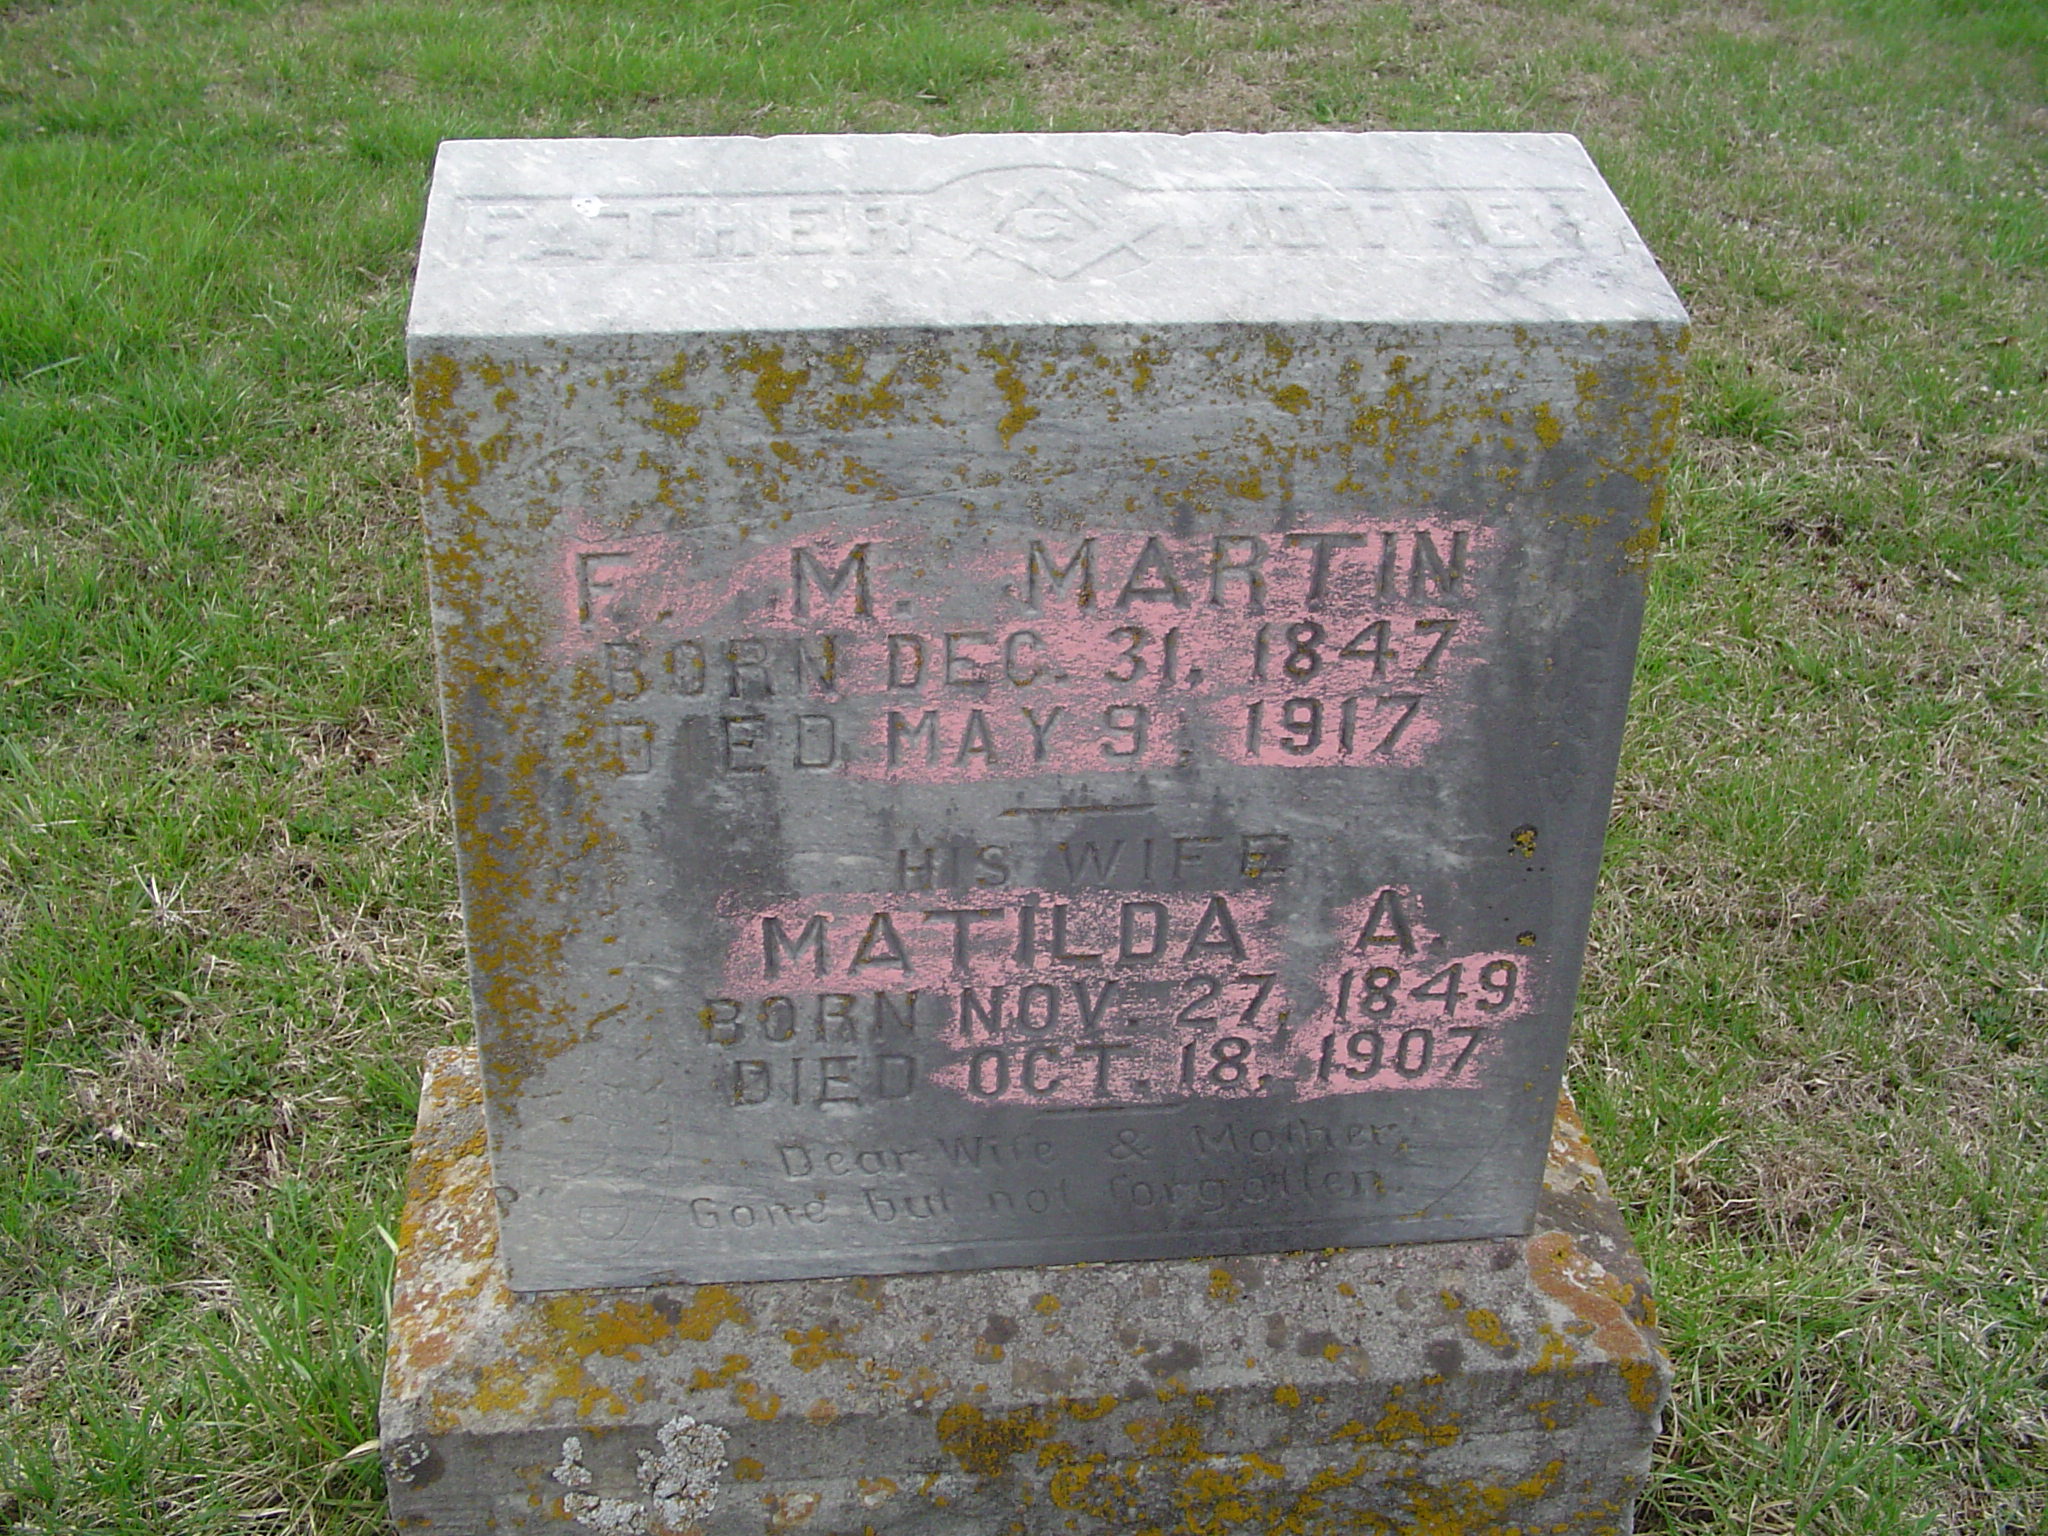 FATHER G MOTHER
F. M. MARTIN
BORN DEC. 31, 1847
DIED MAY 9, 1917
HIS WIFE
MATILDA A.
BORN NOV. 27, 1849
DIED OCT. 18, 1907
Dear Wife & Mother,
Gone but not forgotten.